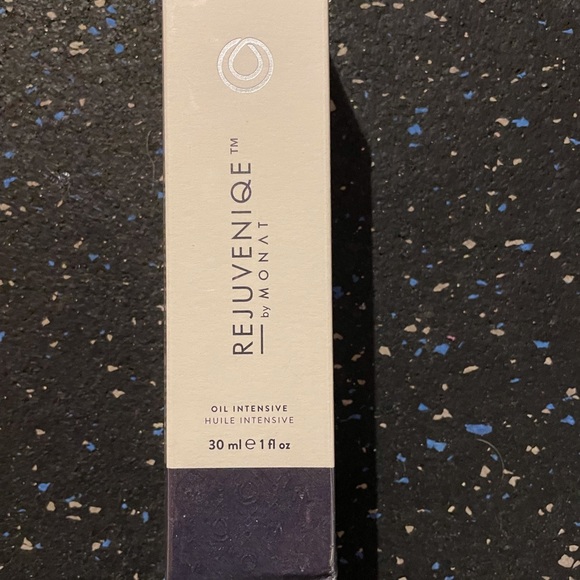 REJUVENIQE™
by MONAT
OIL INTENSIVE
HUILE INTENSIVE
30 ml e 1 fl oz